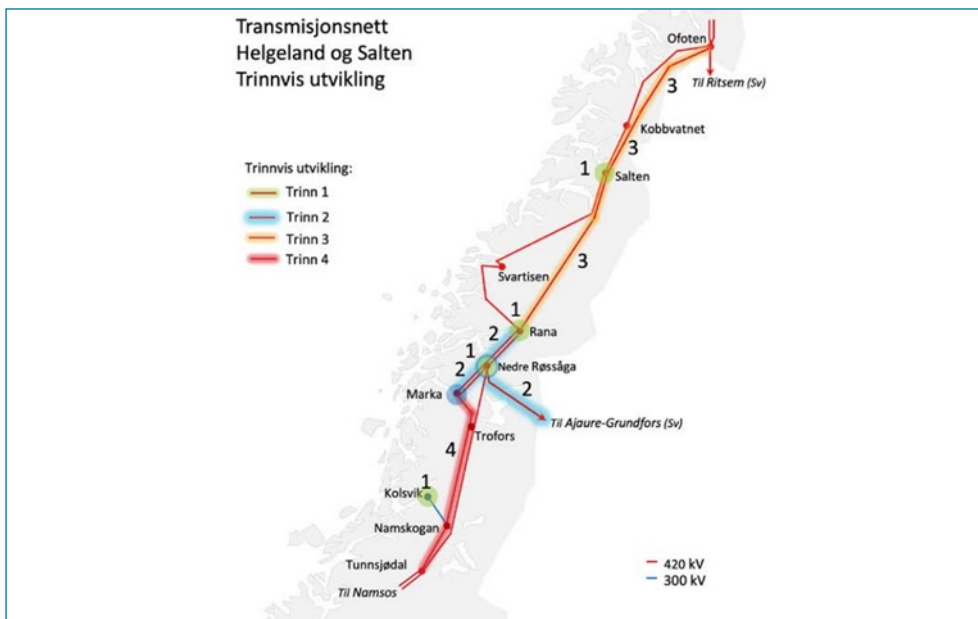 Transmisjonsnett
Helgeland og Salten
Trinnvis utvikling
Ofoten
Til Ritsem (Sv)
3
Kobbvatnet
3
1
Salten
Trinnvis utvikling:
Trinn 1
Trinn 2
Trinn 3
Trinn 4
3
Svartisen
1
2
Rana
1
Nedre Røssåga
2
2
Marka
Til Ajaure-Grundfors (Sv)
Trofors
4
1
Kolsvik
Namskogan
Tunnsjødal
Til Namsos
420 kV
300 kV